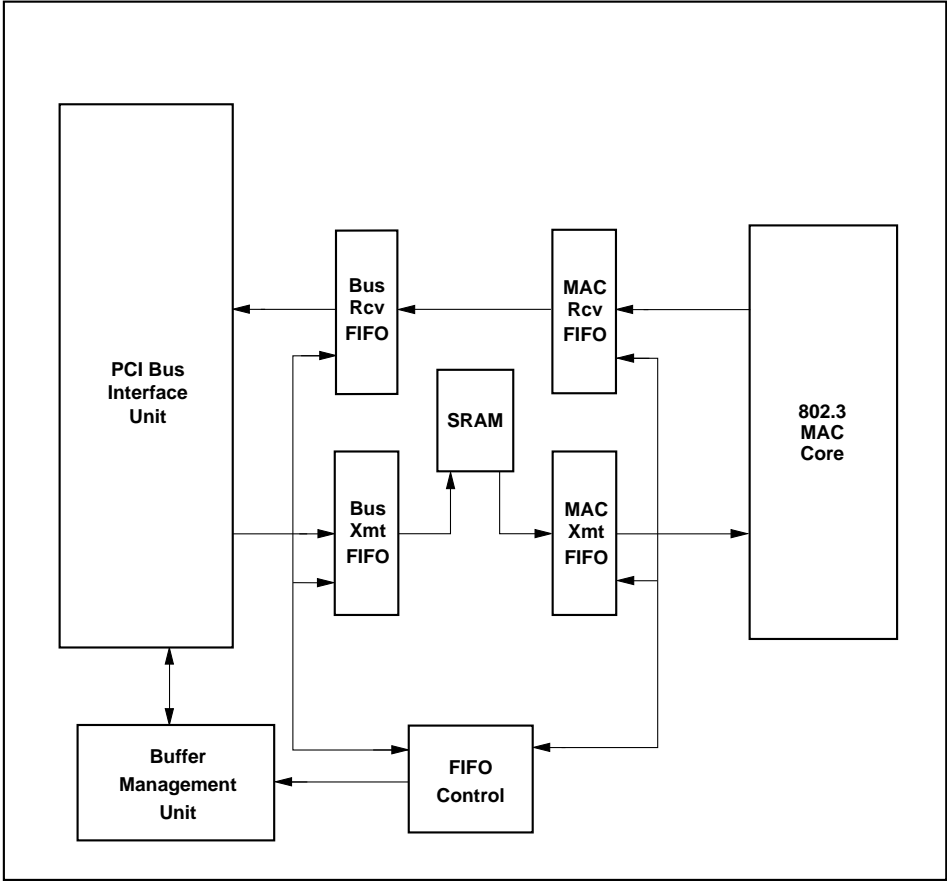 PCI Bus
Interface
Unit
Bus
Rcv
FIFO
MAC
Rcv
FIFO
SRAM
802.3
MAC
Core
Bus
Xmt
FIFO
MAC
Xmt
FIFO
Buffer
Management
Unit
FIFO
Control